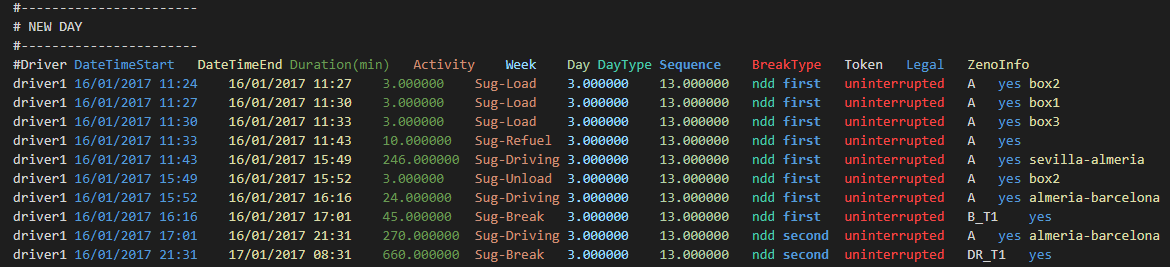 #-----------------------
# NEW DAY
#-----------------------
#Driver DateTimeStart DateTimeEnd Duration(min) Activity Week Day DayType Sequence BreakType Token Legal ZenoInfo
driver1 16/01/2017 11:24 16/01/2017 11:27 3.000000 Sug-Load 3.000000 13.000000 ndd first uninterrupted A yes box2
driver1 16/01/2017 11:27 16/01/2017 11:30 3.000000 Sug-Load 3.000000 13.000000 ndd first uninterrupted A yes box1
driver1 16/01/2017 11:30 16/01/2017 11:33 3.000000 Sug-Load 3.000000 13.000000 ndd first uninterrupted A yes box3
driver1 16/01/2017 11:33 16/01/2017 11:43 10.000000 Sug-Refuel 3.000000 13.000000 ndd first uninterrupted A yes
driver1 16/01/2017 11:43 16/01/2017 15:49 246.000000 Sug-Driving 3.000000 13.000000 ndd first uninterrupted A yes sevilla-almeria
driver1 16/01/2017 15:49 16/01/2017 15:52 3.000000 Sug-Unload 3.000000 13.000000 ndd first uninterrupted A yes box2
driver1 16/01/2017 15:52 16/01/2017 16:16 24.000000 Sug-Driving 3.000000 13.000000 ndd first uninterrupted A yes almeria-barcelona
driver1 16/01/2017 16:16 16/01/2017 17:01 45.000000 Sug-Break 3.000000 13.000000 ndd first uninterrupted B_T1 yes
driver1 16/01/2017 17:01 16/01/2017 21:31 270.000000 Sug-Driving 3.000000 13.000000 ndd second uninterrupted A yes almeria-barcelona
driver1 16/01/2017 21:31 17/01/2017 08:31 660.000000 Sug-Break 3.000000 13.000000 ndd second uninterrupted DR_T1 yes